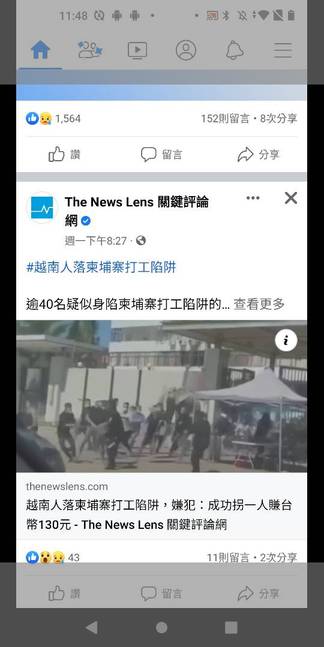 11:48
1,564
152則留言・8次分享
讚 留言 分享
The News Lens 關鍵評論
網
週一下午8:27
#越南人落柬埔寨打工陷阱
逾40名疑似身陷柬埔寨打工陷阱的... 查看更多
thenewslens.com
越南人落柬埔寨打工陷阱，嫌犯：成功拐一人賺台
幣130元 - The News Lens 關鍵評論網
43
11則留言・2次分享
讚 留言 分享